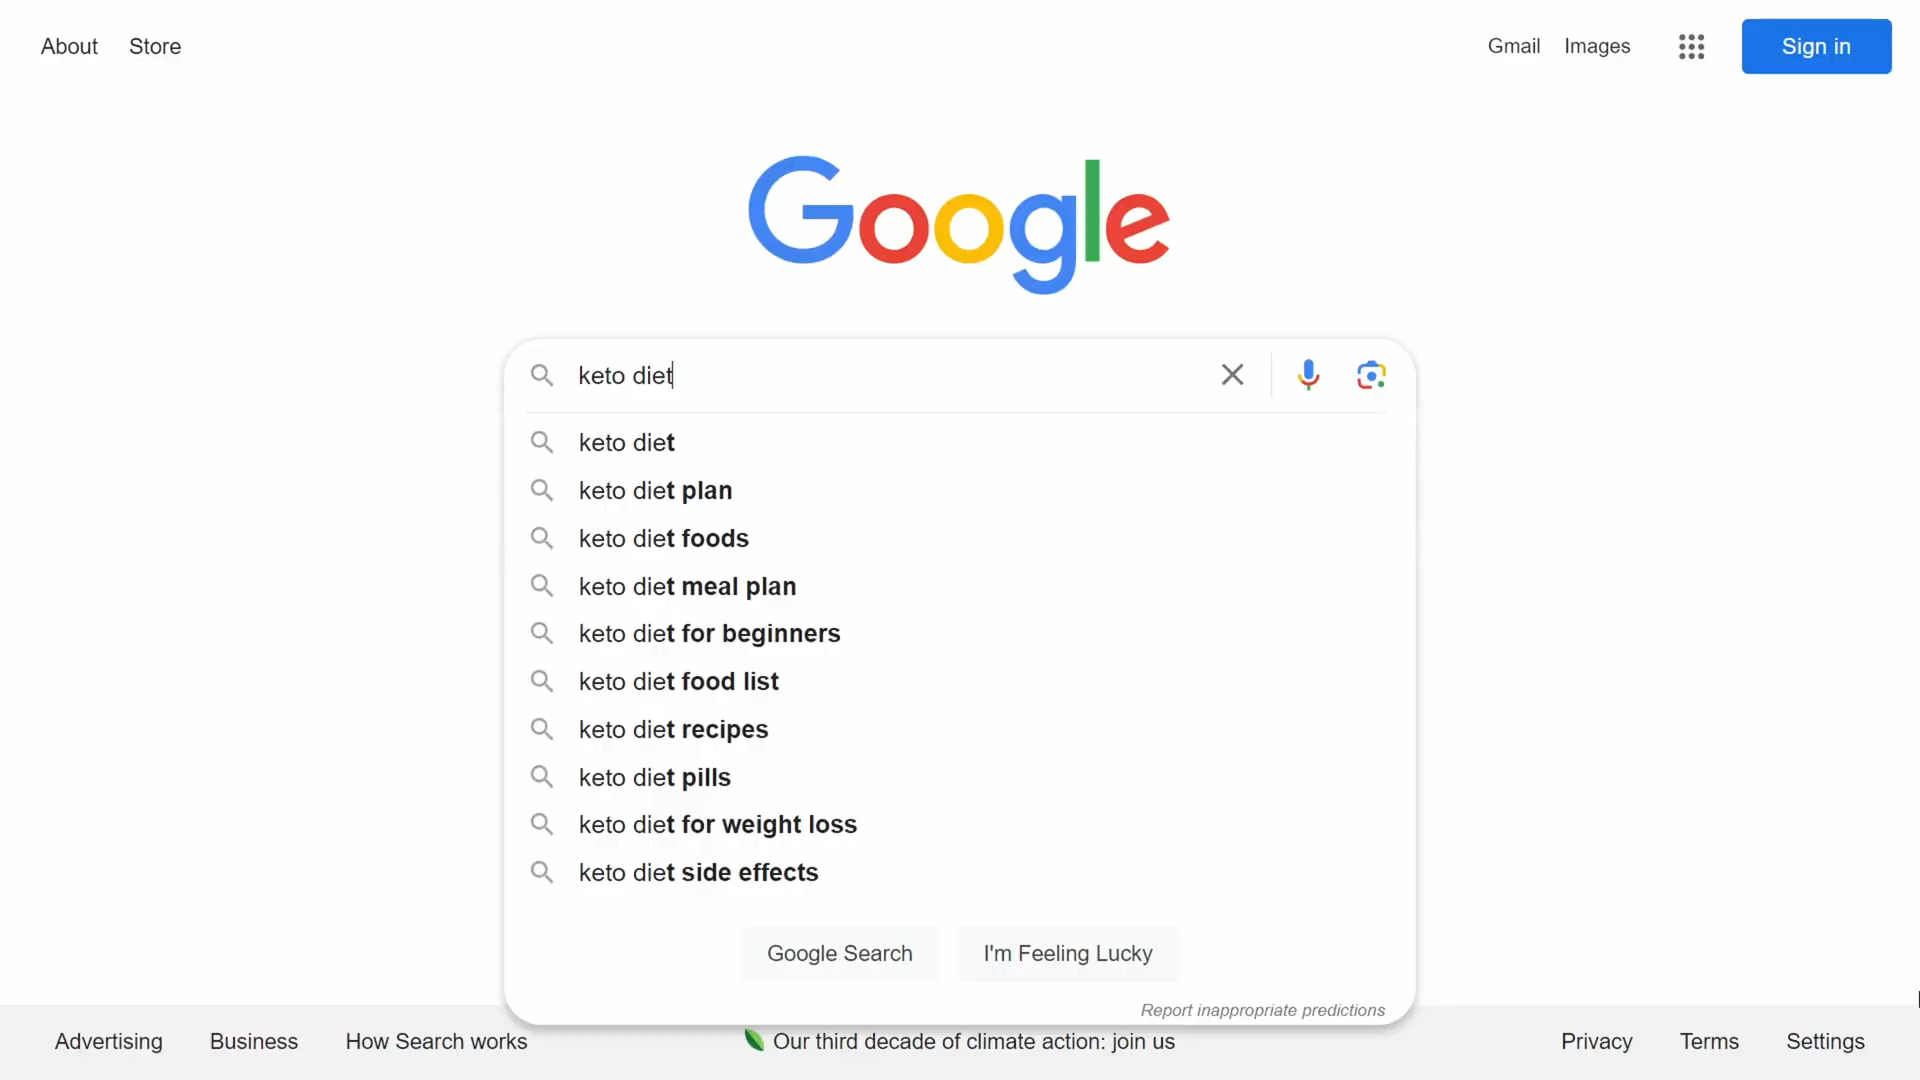 About Store
Gmail Images Sign in
Google
keto diet
keto diet
keto diet plan
keto diet foods
keto diet meal plan
keto diet for beginners
keto diet food list
keto diet recipes
keto diet pills
keto diet for weight loss
keto diet side effects
Google Search I'm Feeling Lucky
Report inappropriate predictions
Advertising Business How Search works Our third decade of climate action: join us Privacy Terms Settings